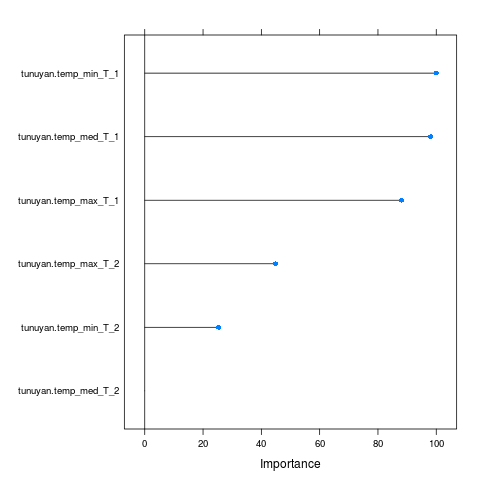 tunuyan.temp_min_T_1
tunuyan.temp_med_T_1
tunuyan.temp_max_T_1
tunuyan.temp_max_T_2
tunuyan.temp_min_T_2
tunuyan.temp_med_T_2
0 20 40 60 80 100
Importance